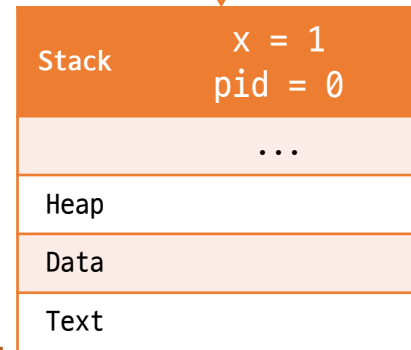 Stack
x = 1
pid = 0
...
Heap
Data
Text